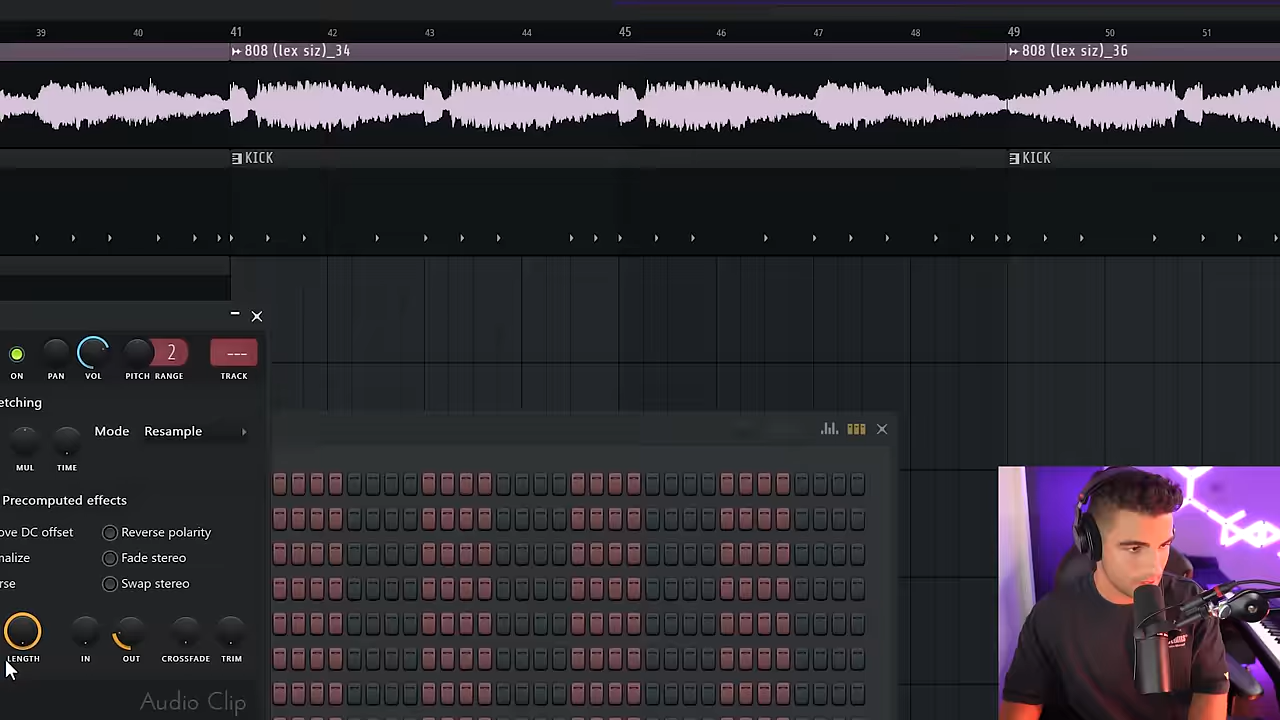 39 40 41 42 43 44 45 46 47 48 49 50 51
808 (lex siz)_34 808 (lex siz)_36
KICK KICK
2 ---
ON PAN VOL PITCH RANGE TRACK
etching
Mode Resample
MUL TIME
Precomputed effects
ove DC offset Reverse polarity
nalize Fade stereo
rse Swap stereo
LENGTH IN OUT CROSSFADE TRIM
Audio Clip